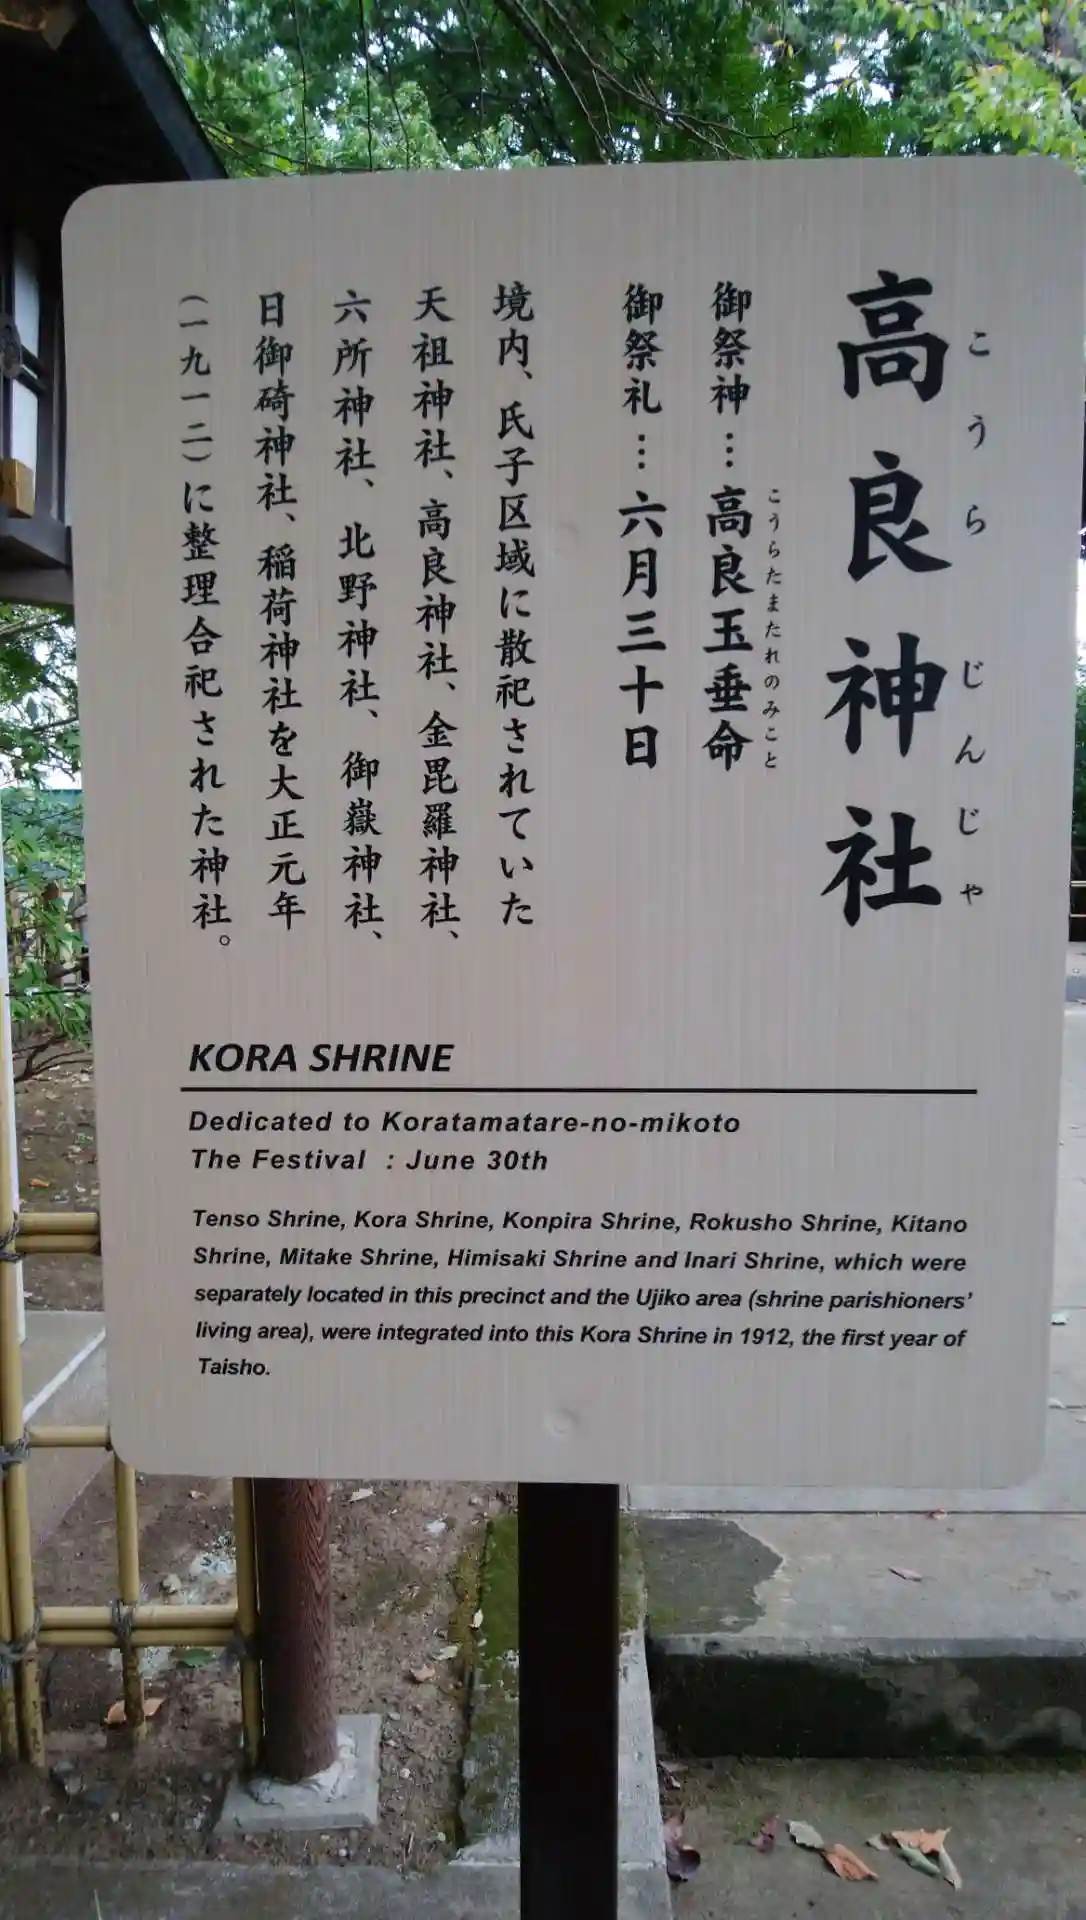 高良神社
こうらじんじゃ
御祭神…高良玉垂命
こうらたまたれのみこと
御祭礼…六月三十日
境内、氏子区域に散祀されていた
天祖神社、高良神社、金毘羅神社、
六所神社、北野神社、御嶽神社、
日御碕神社、稲荷神社を大正元年
(一九一二)に整理合祀された神社。
KORA SHRINE
Dedicated to Koratamatare-no-mikoto
The Festival : June 30th
Tenso Shrine, Kora Shrine, Konpira Shrine, Rokusho Shrine, Kitano
Shrine, Mitake Shrine, Himisaki Shrine and Inari Shrine, which were
separately located in this precinct and the Ujiko area (shrine parishioners'
living area), were integrated into this Kora Shrine in 1912, the first year of
Taisho.